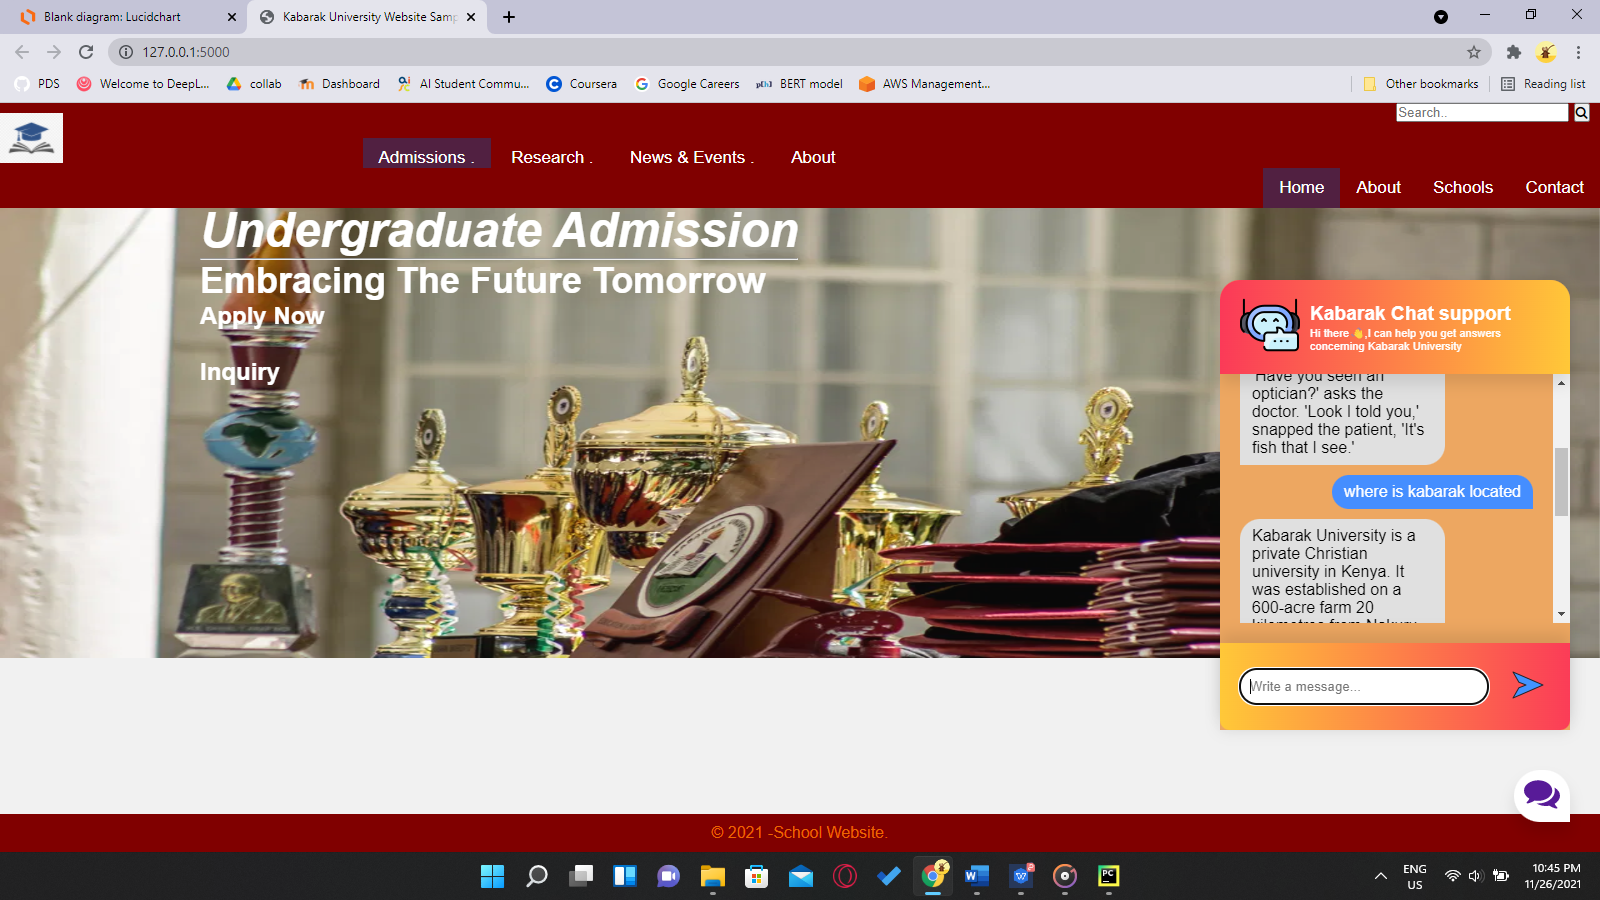 Blank diagram: Lucidchart
Kabarak University Website Samp
127.0.0.1:5000
PDS
Welcome to DeepL...
collab
Dashboard
AI Student Commu...
Coursera
Google Careers
BERT model
AWS Management...
Other bookmarks
Reading list
Search..
Admissions .
Research .
News & Events .
About
Home
About
Schools
Contact
Undergraduate Admission
Embracing The Future Tomorrow
Apply Now
Inquiry
Kabarak Chat support
Hi there 👋,I can help you get answers
concerning Kabarak University
'Have you seen an
optician?' asks the
doctor. 'Look I told you,'
snapped the patient, 'It's
fish that I see.'
where is kabarak located
Kabarak University is a
private Christian
university in Kenya. It
was established on a
600-acre farm 20
kilometres from Nakuru
Write a message...
© 2021 -School Website.
ENG
US
10:45 PM
11/26/2021